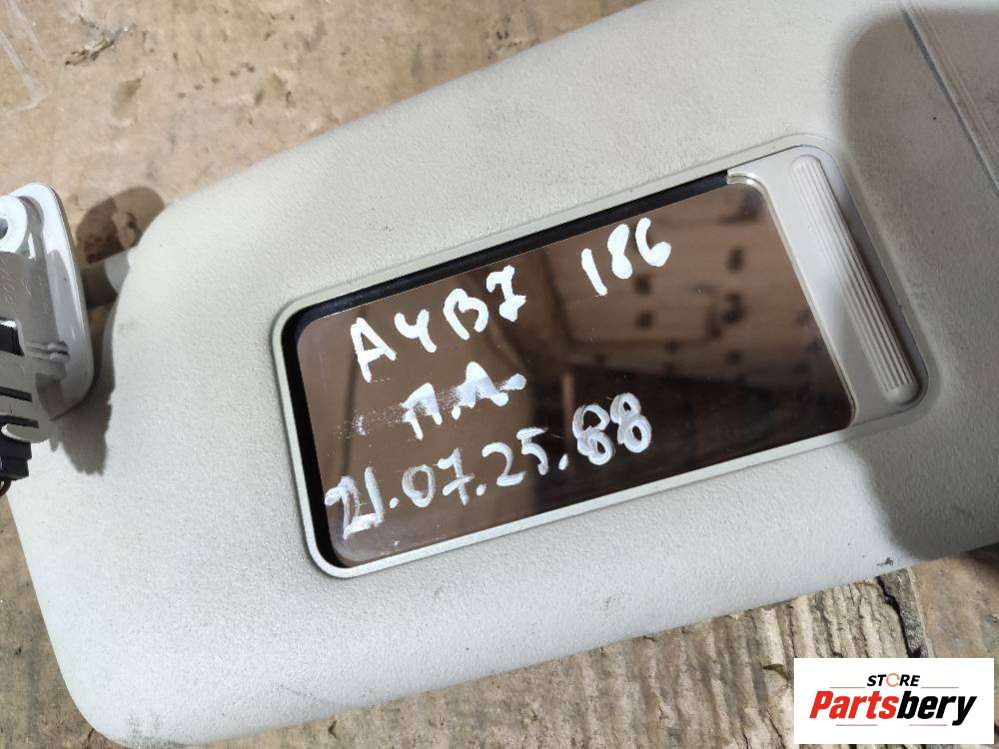 A4B7 186
П.Л.
21.07.25.88
STORE
Partsbery